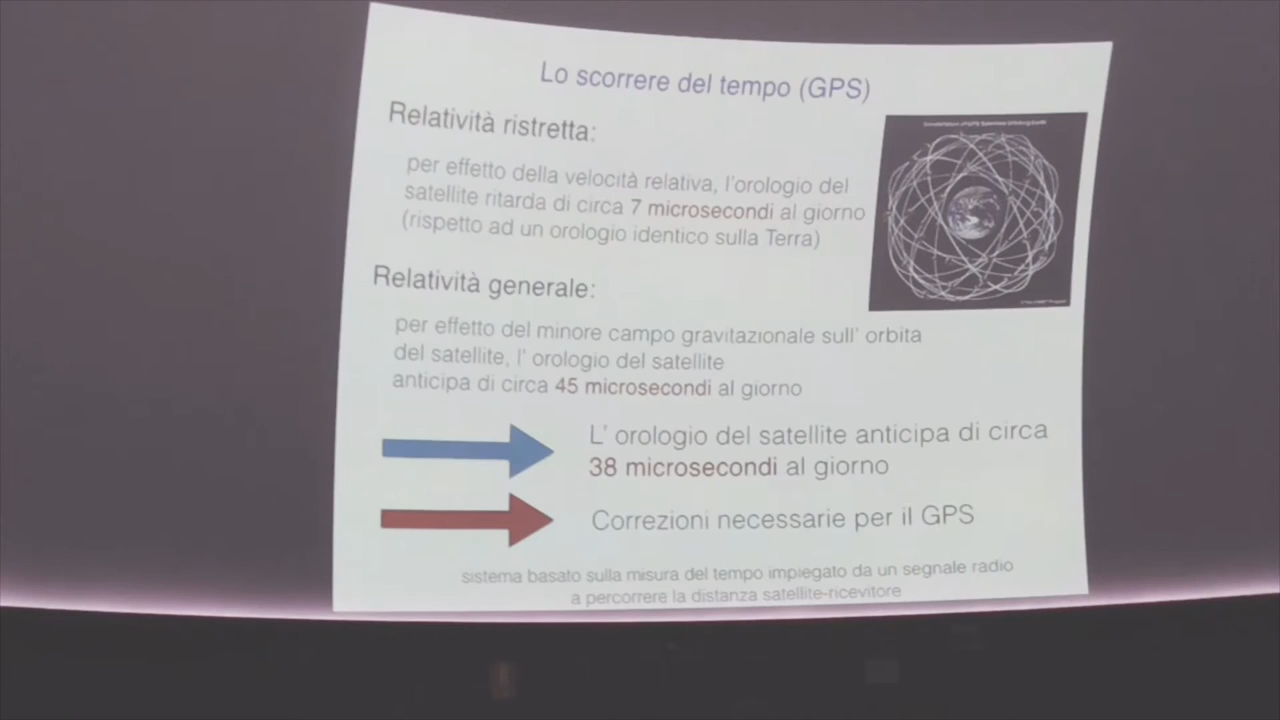 Lo scorrere del tempo (GPS)
Relatività ristretta:
per effetto della velocità relativa, l'orologio del
satellite ritarda di circa 7 microsecondi al giorno
(rispetto ad un orologio identico sulla Terra)
Relatività generale:
per effetto del minore campo gravitazionale sull' orbita
del satellite, l' orologio del satellite
anticipa di circa 45 microsecondi al giorno
L' orologio del satellite anticipa di circa
38 microsecondi al giorno
Correzioni necessarie per il GPS
sistema basato sulla misura del tempo impiegato da un segnale radio
a percorrere la distanza satellite-ricevitore